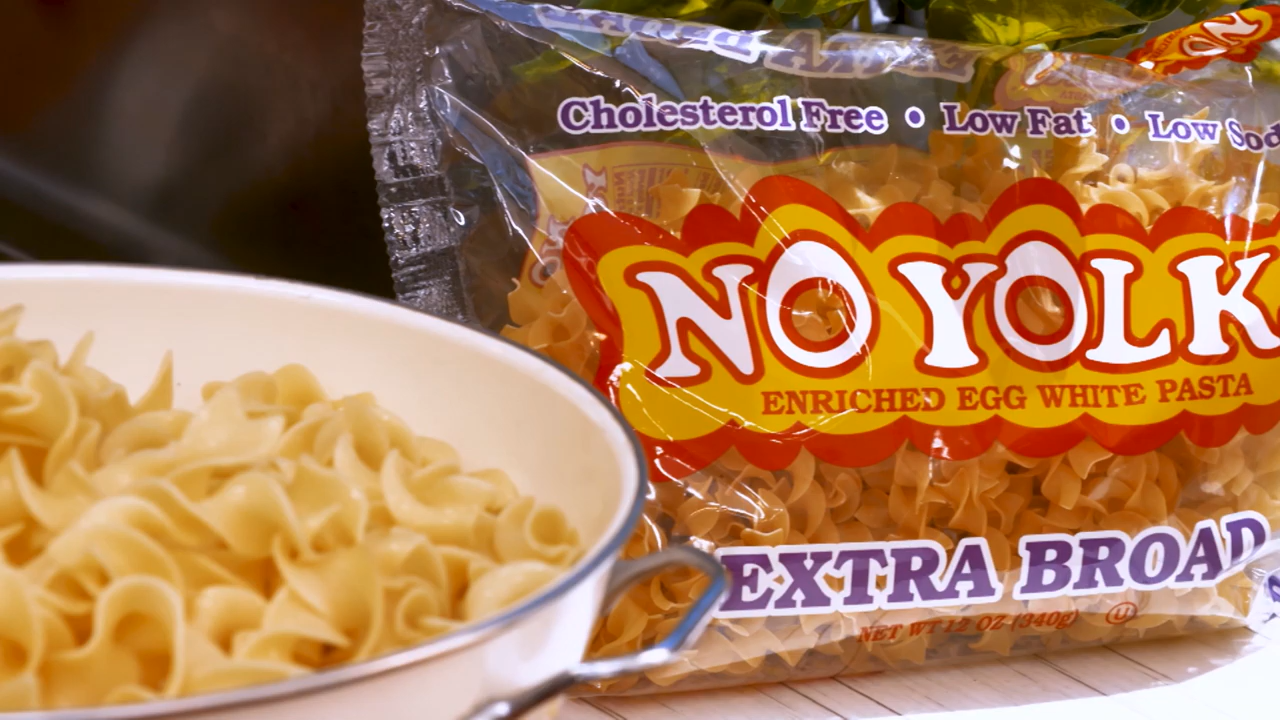 Cholesterol Free • Low Fat • Low Sod
NO YOLK
ENRICHED EGG WHITE PASTA
EXTRA BROAD
NET WT 12 OZ (340g) U